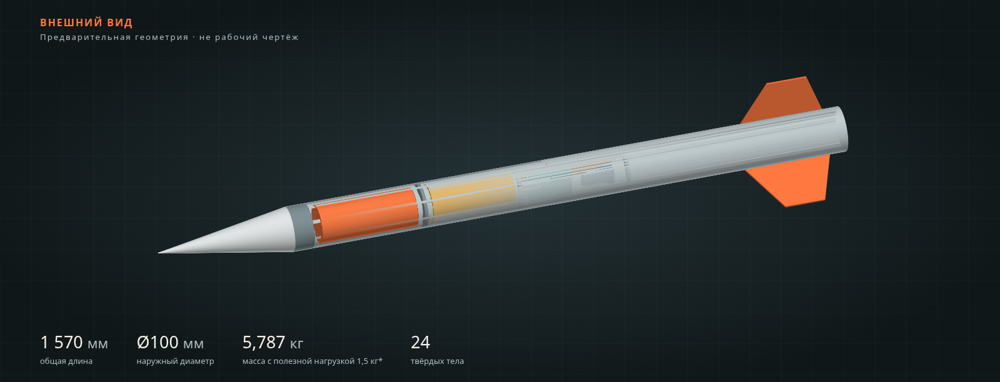 ВНЕШНИЙ ВИД
Предварительная геометрия · не рабочий чертёж
1 570 мм
общая длина
Ø100 мм
наружный диаметр
5,787 кг
масса с полезной нагрузкой 1,5 кг*
24
твёрдых тела